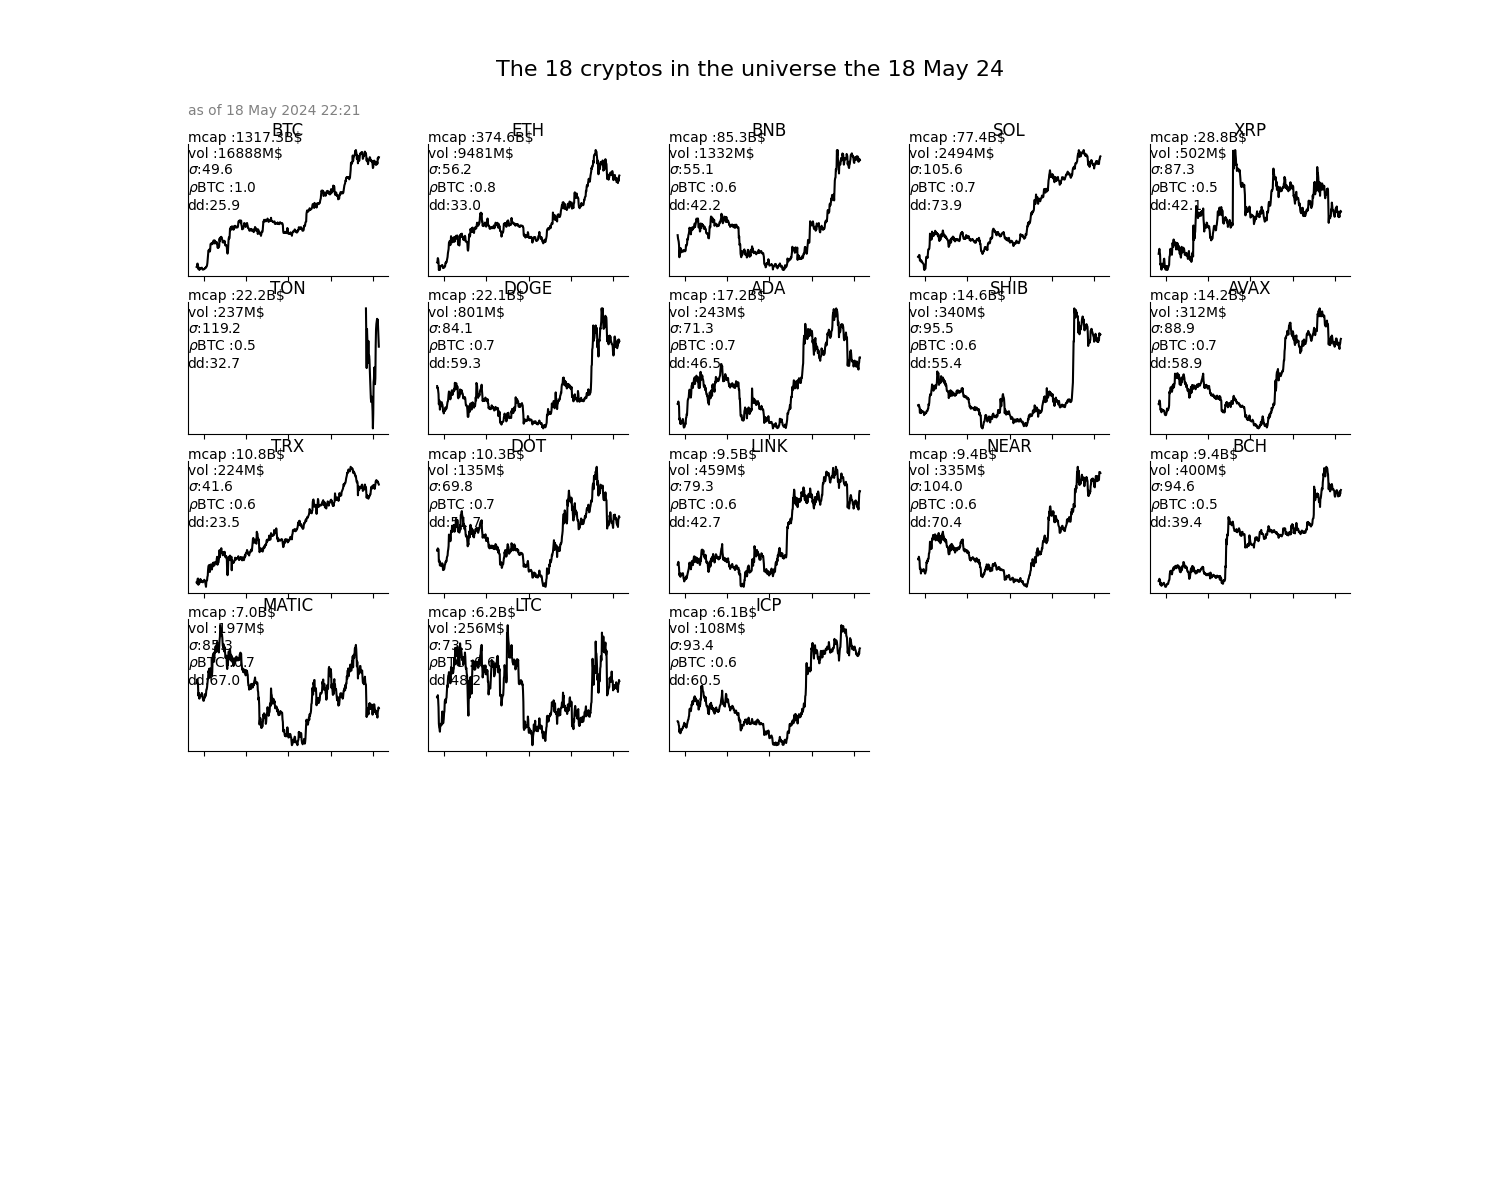 The 18 cryptos in the universe the 18 May 24
as of 18 May 2024 22:21
BTC
mcap :1317.3B$
vol :16888M$
σ:49.6
ρBTC :1.0
dd:25.9
ETH
mcap :374.6B$
vol :9481M$
σ:56.2
ρBTC :0.8
dd:33.0
BNB
mcap :85.3B$
vol :1332M$
σ:55.1
ρBTC :0.6
dd:42.2
SOL
mcap :77.4B$
vol :2494M$
σ:105.6
ρBTC :0.7
dd:73.9
XRP
mcap :28.8B$
vol :502M$
σ:87.3
ρBTC :0.5
dd:42.1
TON
mcap :22.2B$
vol :237M$
σ:119.2
ρBTC :0.5
dd:32.7
DOGE
mcap :22.1B$
vol :801M$
σ:84.1
ρBTC :0.7
dd:59.3
ADA
mcap :17.2B$
vol :243M$
σ:71.3
ρBTC :0.7
dd:46.5
SHIB
mcap :14.6B$
vol :340M$
σ:95.5
ρBTC :0.6
dd:55.4
AVAX
mcap :14.2B$
vol :312M$
σ:88.9
ρBTC :0.7
dd:58.9
TRX
mcap :10.8B$
vol :224M$
σ:41.6
ρBTC :0.6
dd:23.5
DOT
mcap :10.3B$
vol :135M$
σ:69.8
ρBTC :0.7
LINK
mcap :9.5B$
vol :459M$
σ:79.3
ρBTC :0.6
dd:42.7
NEAR
mcap :9.4B$
vol :335M$
σ:104.0
ρBTC :0.6
dd:70.4
BCH
mcap :9.4B$
vol :400M$
σ:94.6
ρBTC :0.5
dd:39.4
MATIC
mcap :7.0B$
vol :197M$
σ:85.3
ρBTC :0.7
dd:67.0
LTC
mcap :6.2B$
vol :256M$
σ:73.5
ρBTC :0.6
dd:48.2
ICP
mcap :6.1B$
vol :108M$
σ:93.4
ρBTC :0.6
dd:60.5